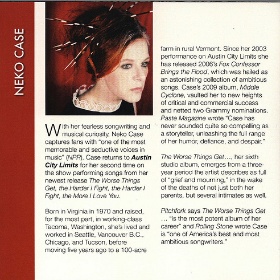 NEKO CASE
With her fearless songwriting and
musical curiosity, Neko Case
captures fans with "one of the most
memorable and seductive voices in
music" (NPR). Case returns to Austin
City Limits for her second time on
the show performing songs from her
newest release The Worse Things
Get, the Harder I Fight, the Harder I
Fight, the More I Love You.
Born in Virginia in 1970 and raised,
for the most part, in working-class
Tacoma, Washington, she's lived and
worked in Seattle, Vancouver B.C.,
Chicago, and Tucson, before
moving five years ago to a 100-acre
farm in rural Vermont. Since her 2003
performance on Austin City Limits she
has released 2006's Fox Confessor
Brings the Flood, which was hailed as
an astonishing collection of ambitious
songs. Case's 2009 album, Middle
Cyclone, vaulted her to new heights
of critical and commercial success
and netted two Grammy nominations.
Paste Magazine wrote "Case has
never sounded quite so compelling as
a storyteller, unleashing the full range
of her humor, defiance, and despair."
The Worse Things Get..., her sixth
studio album, emerges from a three-
year period the artist describes as full
of "grief and mourning," in the wake
of the deaths of not just both her
parents, but several intimates as well.
Pitchfork says The Worse Things Get
... "is the most potent album of her
career" and Rolling Stone wrote Case
is "one of America's best and most
ambitious songwriters."